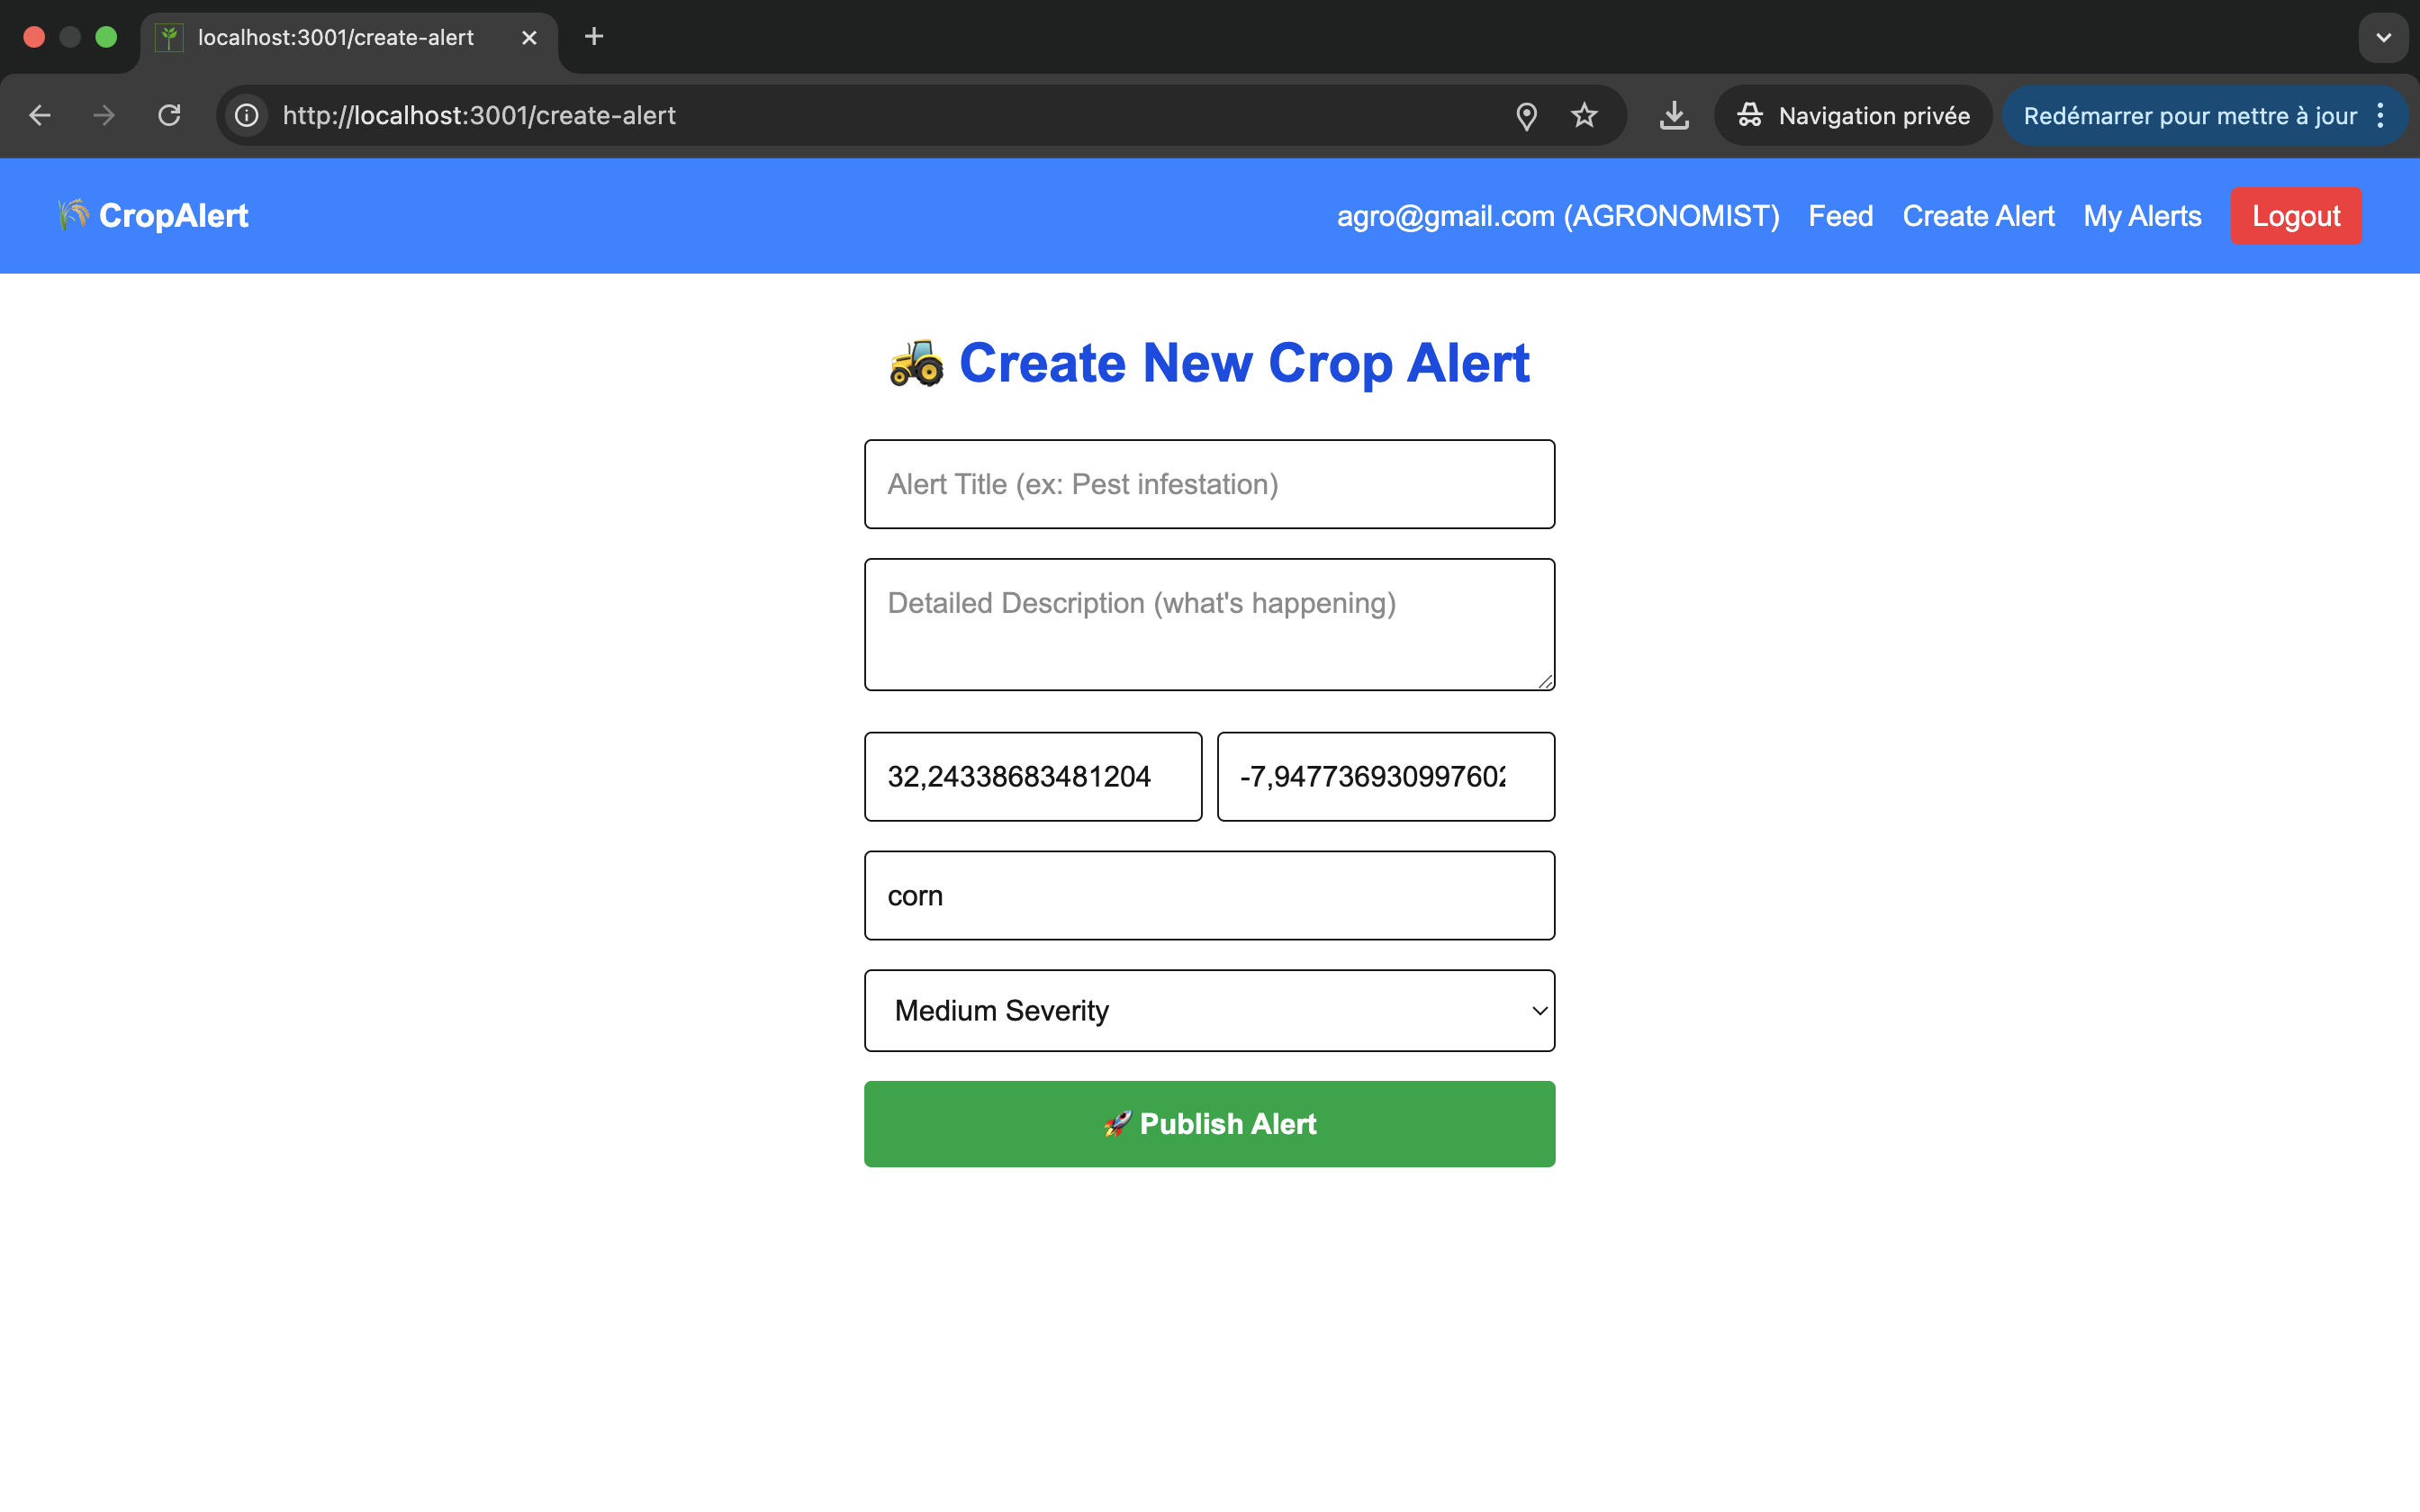 localhost:3001/create-alert
http://localhost:3001/create-alert
Navigation privée
Redémarrer pour mettre à jour
CropAlert
agro@gmail.com (AGRONOMIST)
Feed
Create Alert
My Alerts
Logout
Create New Crop Alert
Alert Title (ex: Pest infestation)
Detailed Description (what's happening)
32,24338683481204
-7,947736930997602
corn
Medium Severity
Publish Alert